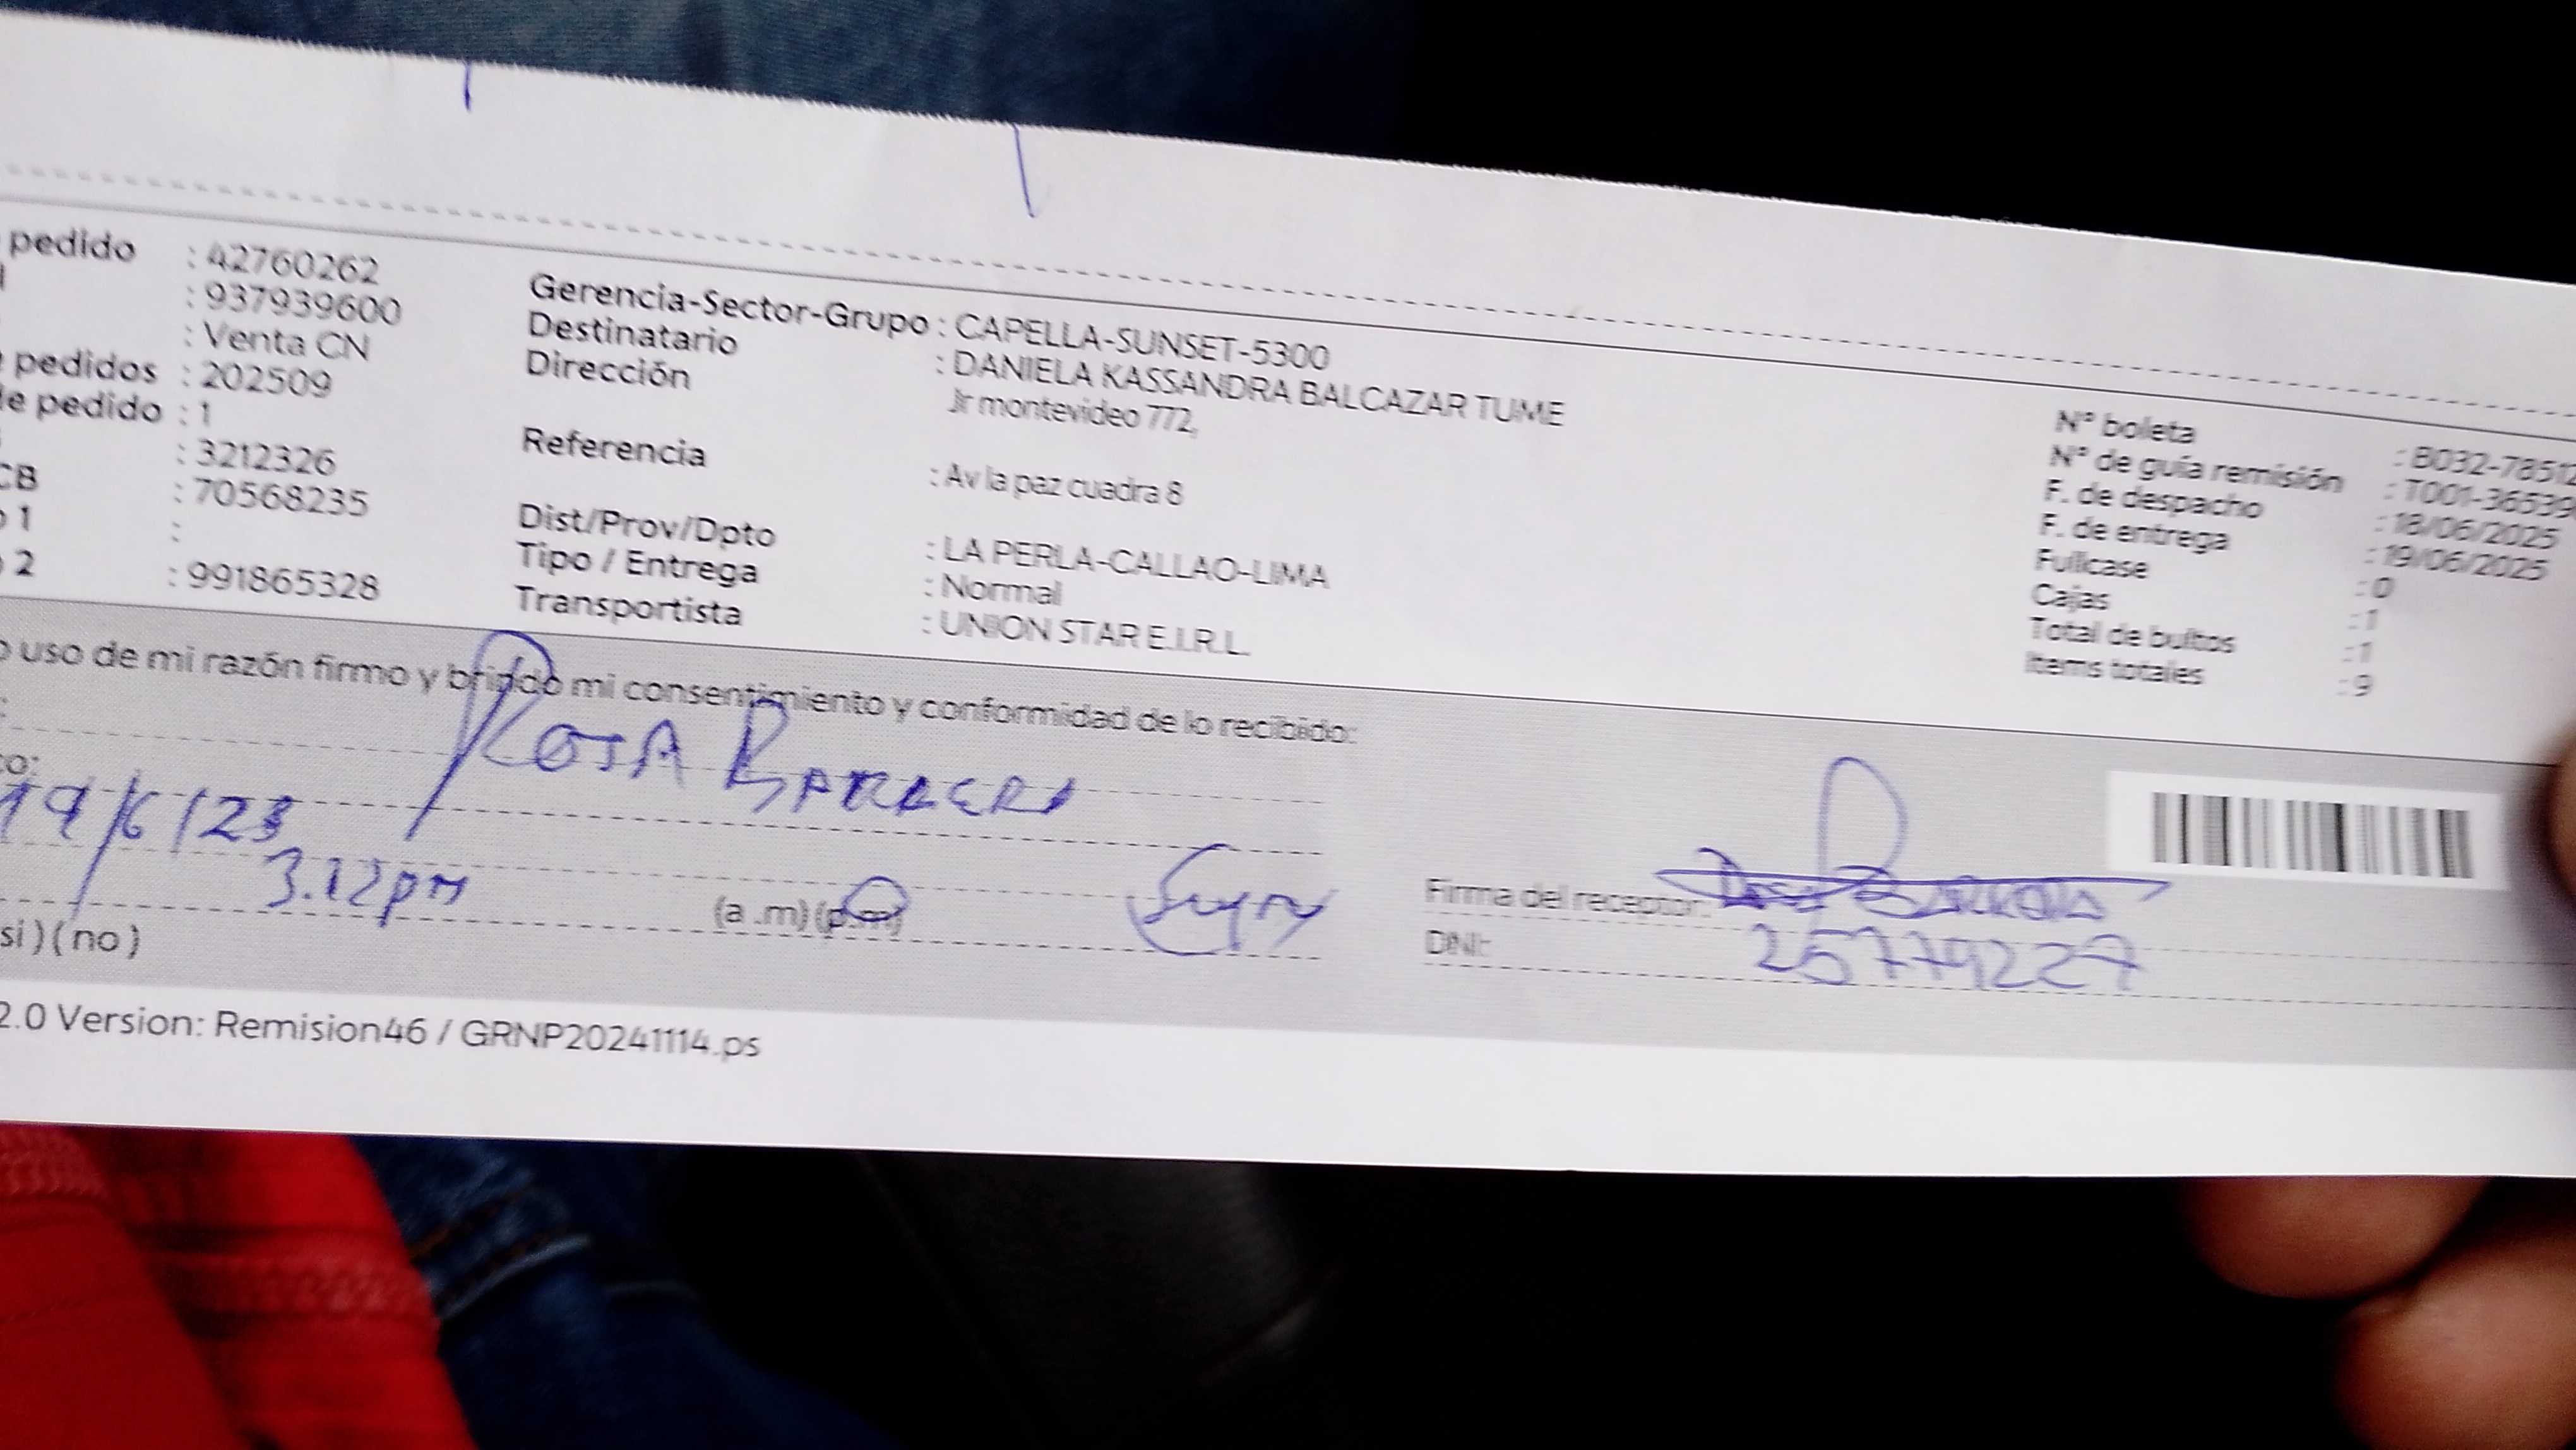 pedido : 42760262
: 937939600
: Venta CN
pedidos : 202509
de pedido : 1
: 3212326
CB : 70568235
1 :
2 : 991865328
Gerencia-Sector-Grupo : CAPELLA-SUNSET-5300
Destinatario : DANIELA KASSANDRA BALCAZAR TUME
Dirección Jr montevideo 772,
Referencia : Av la paz cuadra 8
Dist/Prov/Dpto : LA PERLA-CALLAO-LIMA
Tipo / Entrega : Normal
Transportista : UNION STAR E.I.R.L.
N° boleta : B032-78512
N° de guía remisión : T001-36539
F. de despacho : 18/06/2025
F. de entrega : 19/06/2025
Fullcase : 0
Cajas : 1
Total de bultos : 1
Items totales : 9
uso de mi razón firmo y brindo mi consentimiento y conformidad de lo recibido:
ROSA
co:
19/6/23
3.12 pm (a .m) (p.m)
si ) ( no )
Firma del receptor:
DNI: 25779227
2.0 Version: Remision46 / GRNP20241114.ps